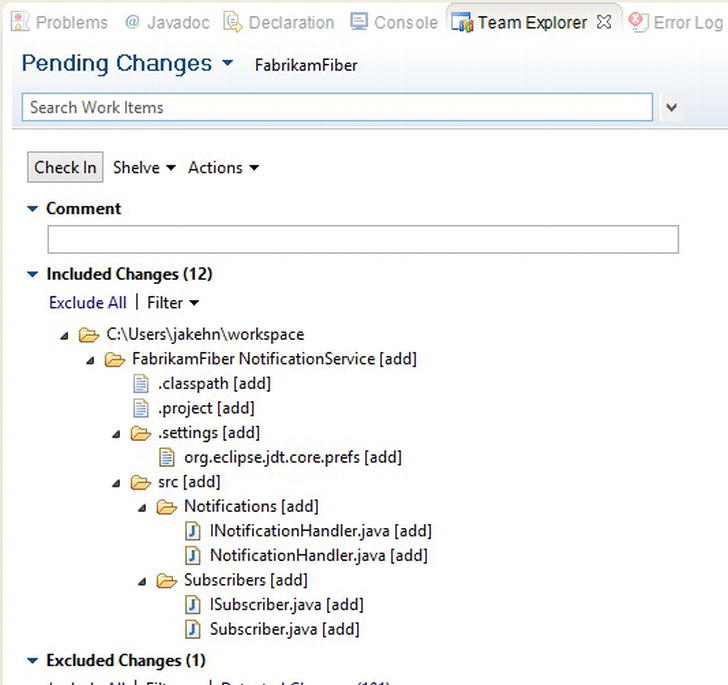 Problems @ Javadoc Declaration Console Team Explorer Error Log
Pending Changes FabrikamFiber
Search Work Items
Check In Shelve Actions
Comment
Included Changes (12)
Exclude All | Filter
C:\Users\jakehn\workspace
FabrikamFiber NotificationService [add]
.classpath [add]
.project [add]
.settings [add]
org.eclipse.jdt.core.prefs [add]
src [add]
Notifications [add]
INotificationHandler.java [add]
NotificationHandler.java [add]
Subscribers [add]
ISubscriber.java [add]
Subscriber.java [add]
Excluded Changes (1)